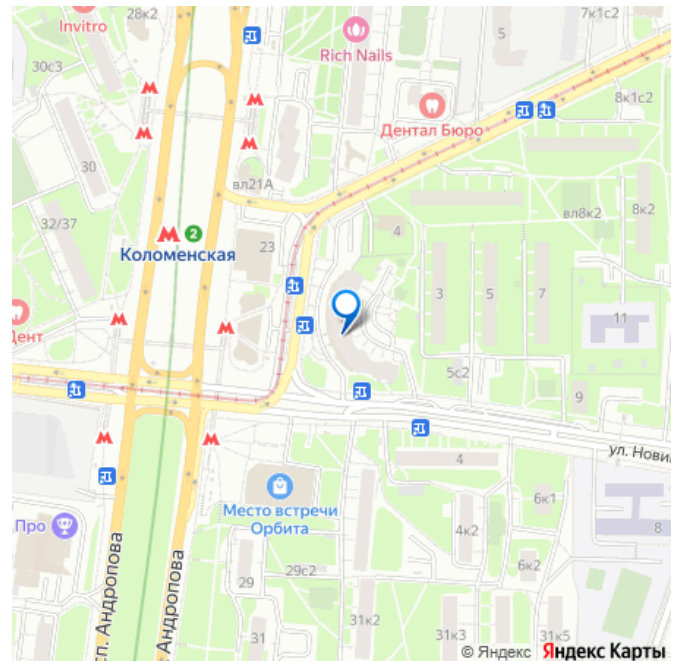 28к2
7к1с2
Invitro
5
Rich Nails
30с3
8к1с2
Дентал Бюро
30
вл21А
вл8к2
8к2
32/37
4
2
Коломенская
23
3
5
7
11
Дент
5с2
9
ул. Нови
4
Место встречи
Орбита
6к1
Про
4к2
8
6к2
29
29с2
31к2
31
31к3
31к5
сп. Андропова
. Андропова
© Яндекс Яндекс Карты